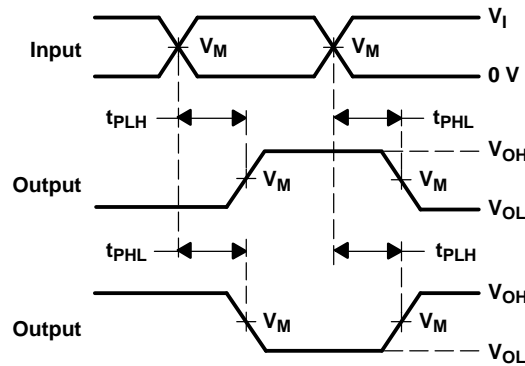 V_I
Input V_M V_M
0 V
t_PLH t_PHL
V_OH
Output V_M V_M
V_OL
t_PHL t_PLH
V_OH
Output V_M V_M
V_OL